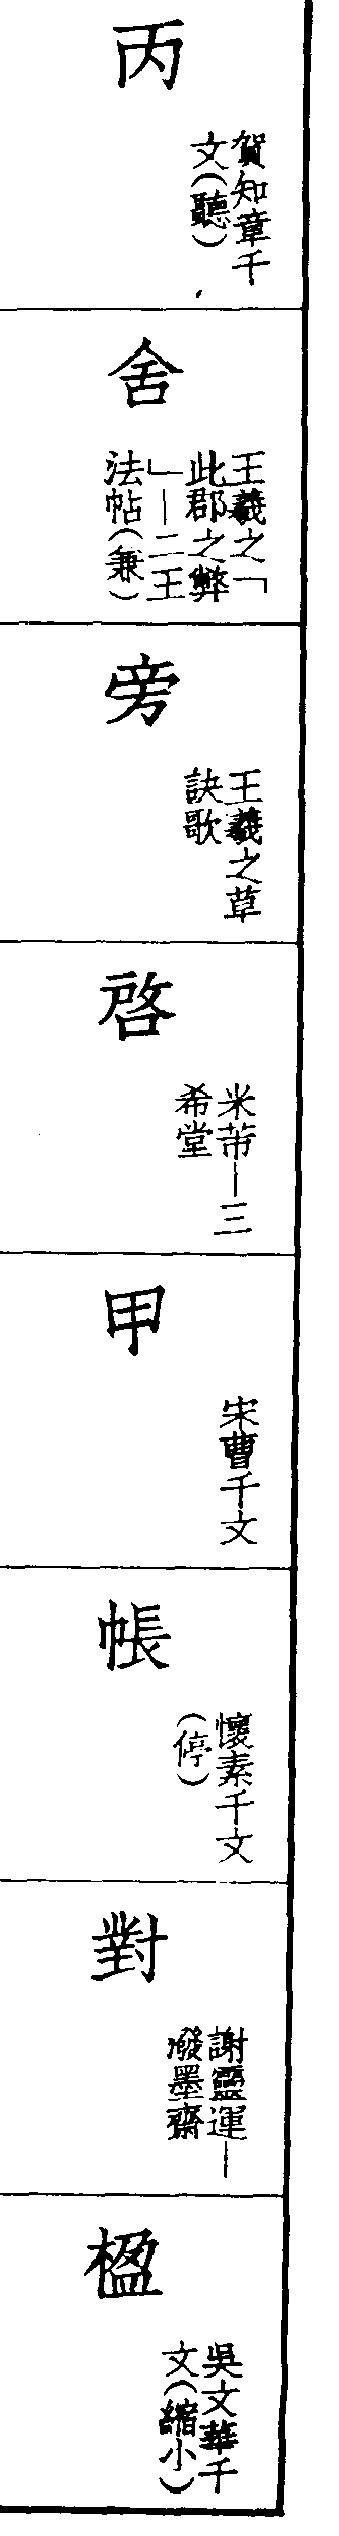 丙
賀知章千
文（聽）
舍
王羲之「
此郡之弊
」—二王
法帖（兼）
旁
王羲之草
訣歌
啓
米芾—三
希堂
甲
宋曹千文
帳
懷素千文
（停）
對
謝靈運—
潑墨齋
楹
吳文華千
文（縮小）